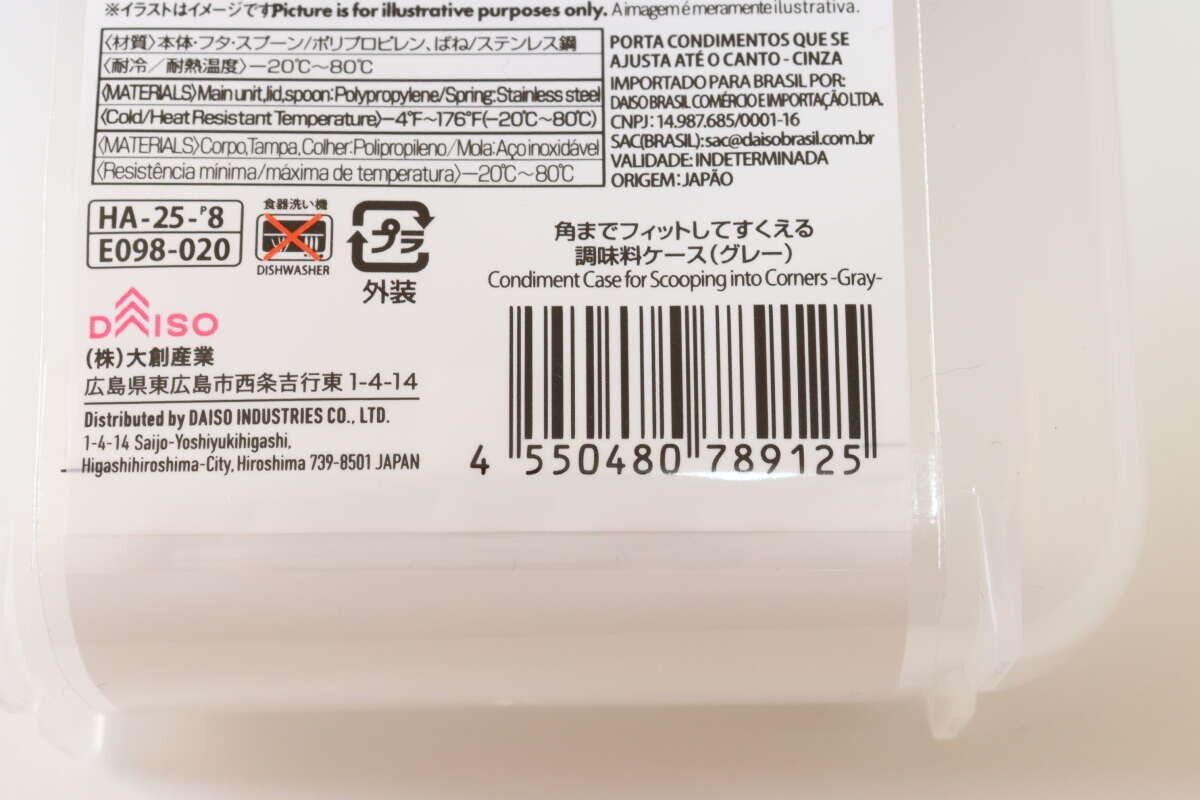 ※イラストはイメージです Picture is for illustrative purposes only. A imagem é meramente ilustrativa.
〈材質〉本体・フタ・スプーン/ポリプロピレン、ばね/ステンレス鋼
〈耐冷/耐熱温度〉−20℃〜80℃
〈MATERIALS〉Main unit, lid, spoon: Polypropylene/Spring: Stainless steel
〈Cold/Heat Resistant Temperature〉−4℉〜176℉(−20℃〜80℃)
〈MATERIALS〉Corpo, Tampa, Colher: Polipropileno/Mola: Aço inoxidável
〈Resistência mínima/máxima de temperatura〉−20℃〜80℃
PORTA CONDIMENTOS QUE SE
AJUSTA ATÉ O CANTO - CINZA
IMPORTADO PARA BRASIL POR:
DAISO BRASIL COMÉRCIO E IMPORTAÇÃO LTDA.
CNPJ: 14.987.685/0001-16
SAC(BRASIL): sac@daisobrasil.com.br
VALIDADE: INDETERMINADA
ORIGEM: JAPÃO
HA-25-P8
E098-020
食器洗い機
DISHWASHER
プラ
外装
角までフィットしてすくえる
調味料ケース(グレー)
Condiment Case for Scooping into Corners -Gray-
DAISO
(株)大創産業
広島県東広島市西条吉行東1-4-14
Distributed by DAISO INDUSTRIES CO., LTD.
1-4-14 Saijo-Yoshiyukihigashi,
Higashihiroshima-City, Hiroshima 739-8501 JAPAN
4 550480 789125